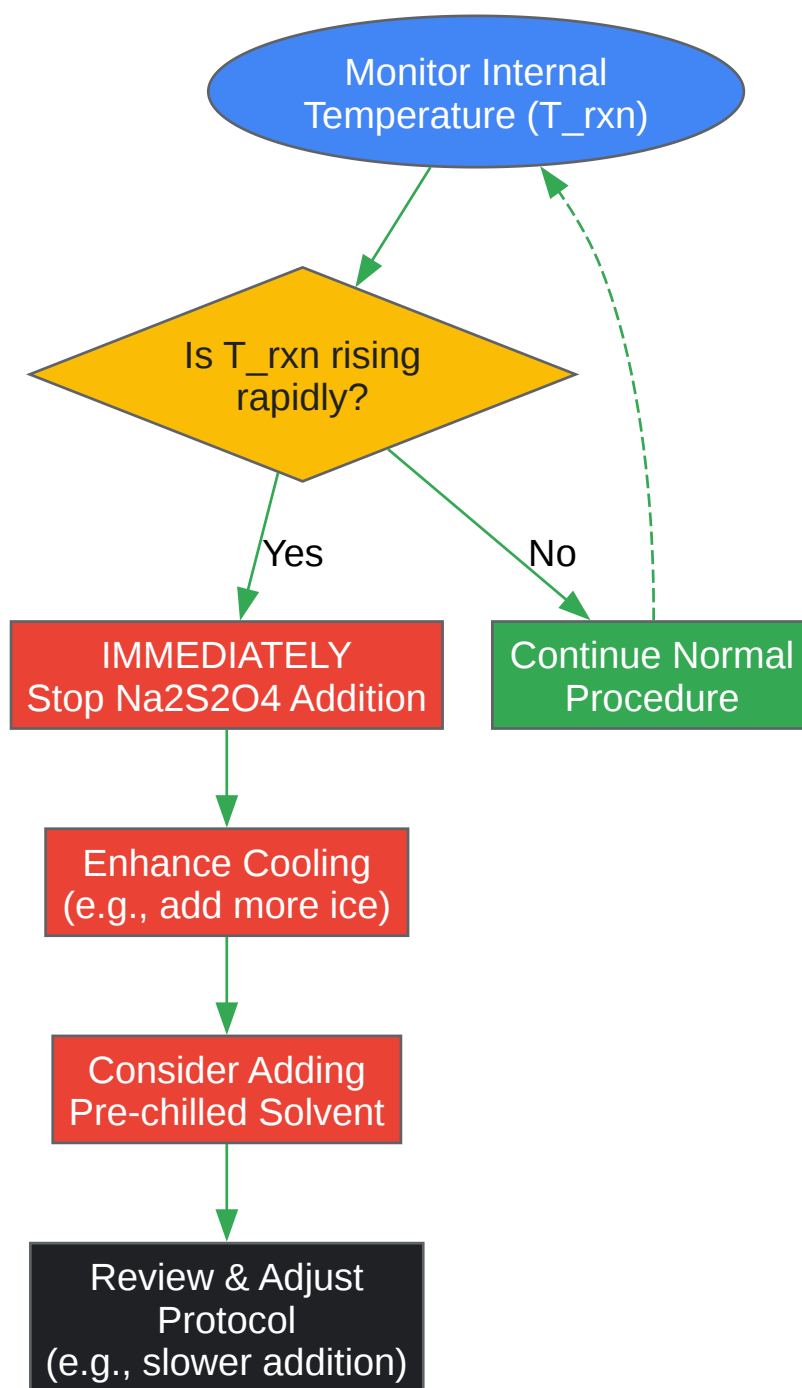 Monitor Internal
Temperature (T_rxn)
Is T_rxn rising
rapidly?
Yes
No
IMMEDIATELY
Stop Na2S2O4 Addition
Continue Normal
Procedure
Enhance Cooling
(e.g., add more ice)
Consider Adding
Pre-chilled Solvent
Review & Adjust
Protocol
(e.g., slower addition)